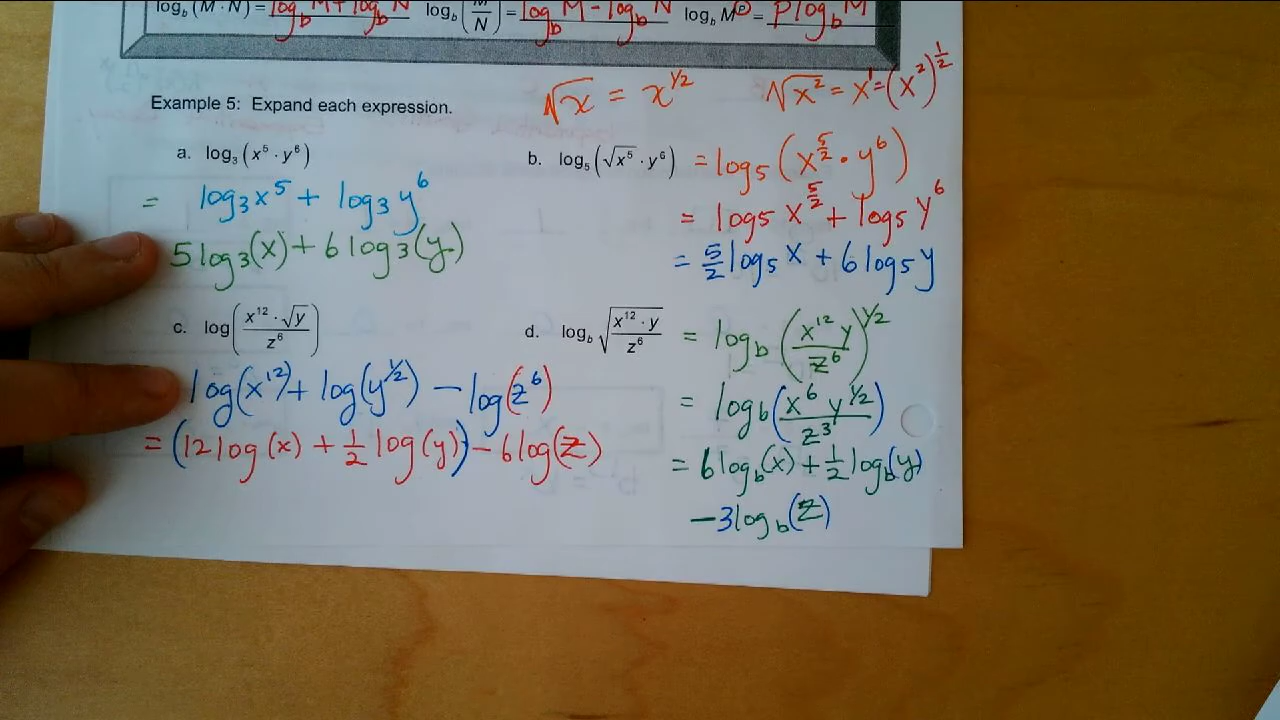 log_b (M · N) = log_b M + log_b N log_b (M/N) = log_b M − log_b N log_b M^p = p log_b M
√x = x^{1/2} √x² = x¹ = (x²)^{1/2}
Example 5: Expand each expression.
a. log₃(x⁵ · y⁶)
= log₃ x⁵ + log₃ y⁶
5 log₃(x) + 6 log₃(y)
b. log₅(√x⁵ · y⁶) = log₅(x^{5/2} · y⁶)
= log₅ x^{5/2} + log₅ y⁶
= 5/2 log₅ x + 6 log₅ y
c. log((x¹² · √y)/z⁶)
log(x¹²) + log(y^{1/2}) − log(z⁶)
= (12 log(x) + 1/2 log(y)) − 6 log(z)
d. log_b √((x¹² · y)/z⁶) = log_b ((x¹² y)/z⁶)^{1/2}
= log_b ((x⁶ y^{1/2})/z³)
= 6 log_b(x) + 1/2 log_b(y)
− 3 log_b(z)